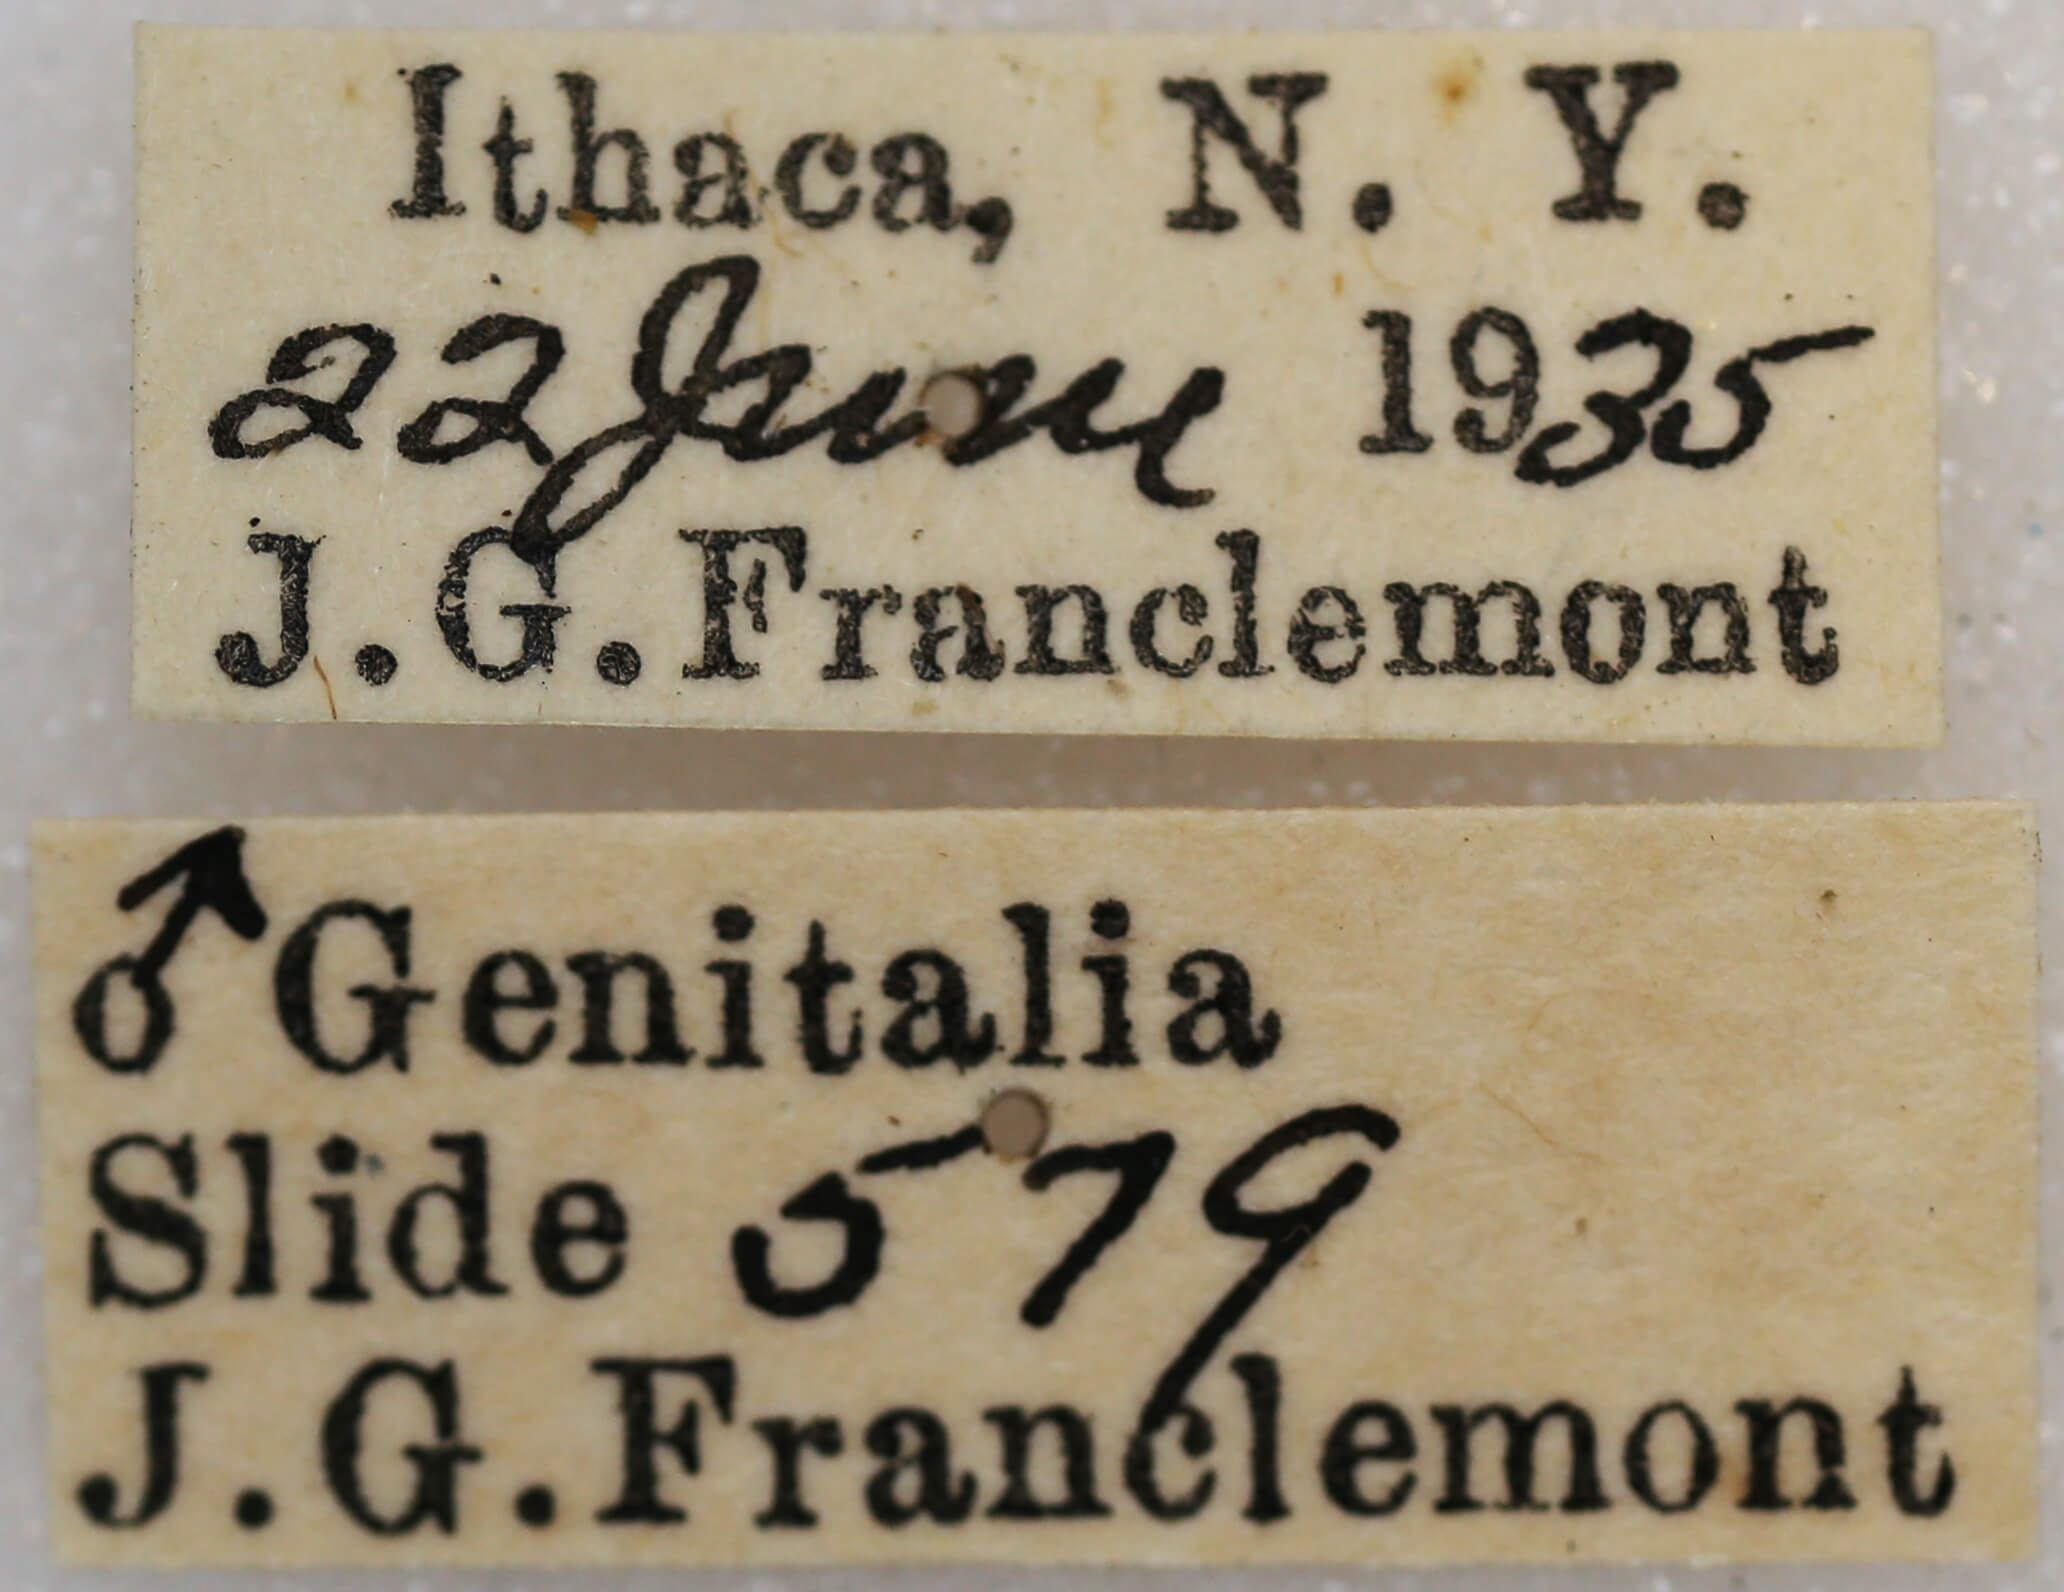 Ithaca, N. Y.
22 June 1935
J.G.Franclemont
♂ Genitalia
Slide 579
J.G.Franclemont